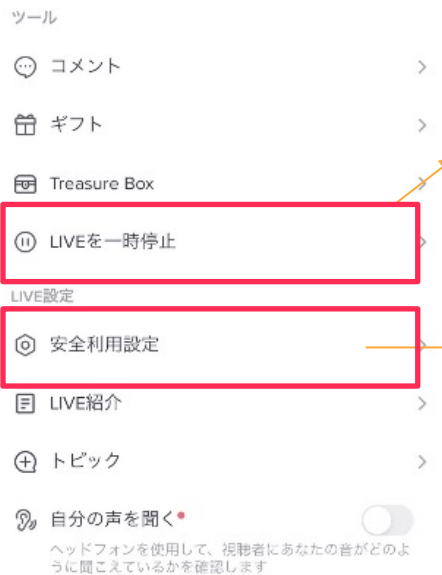 ツール
コメント
ギフト
Treasure Box
LIVEを一時停止
LIVE設定
安全利用設定
LIVE紹介
トピック
自分の声を聞く
ヘッドフォンを使用して、視聴者にあなたの音がどのよ
うに聞こえているかを確認します